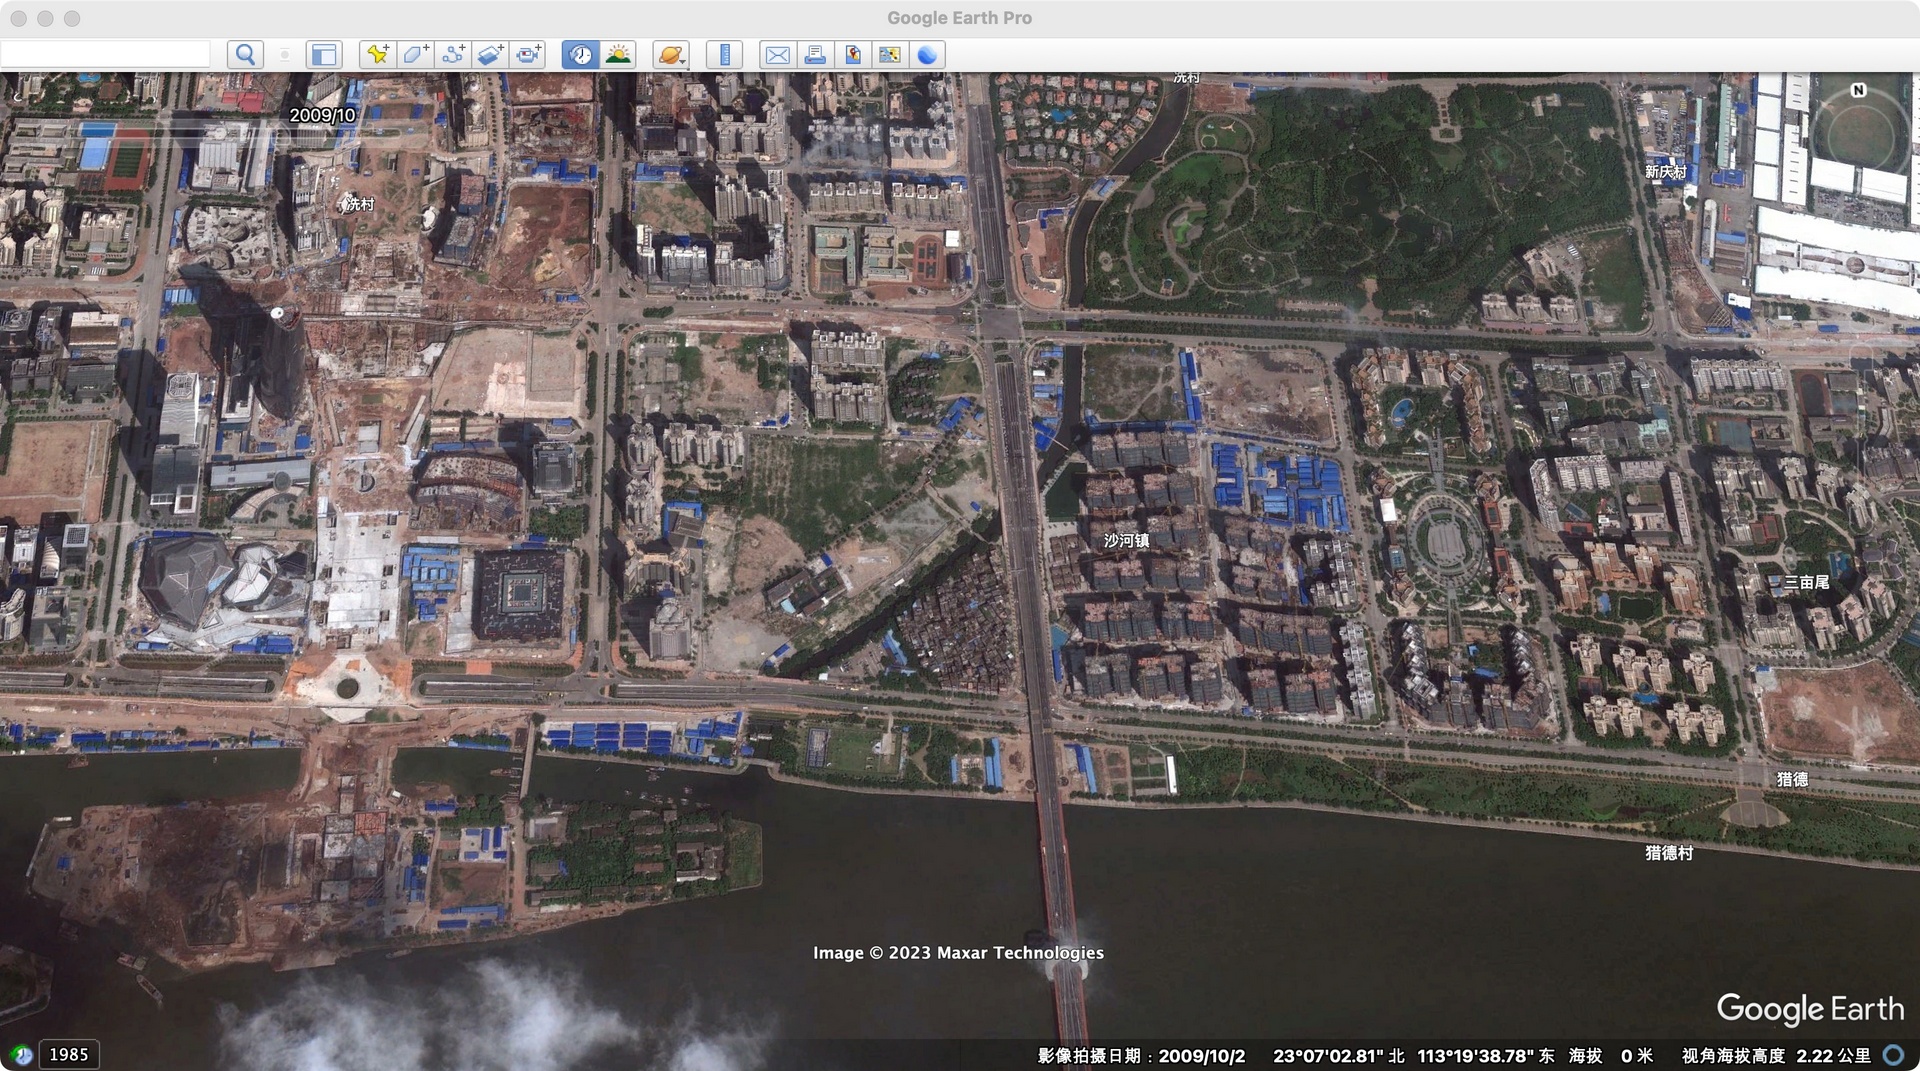 Google Earth Pro
2009/10
冼村
N
新庆村
冼村
沙河镇
三亩尾
猎德
猎德村
Image © 2023 Maxar Technologies
Google Earth
1985
影像拍摄日期：2009/10/2 23°07'02.81" 北 113°19'38.78" 东 海拔 0 米 视角海拔高度 2.22 公里